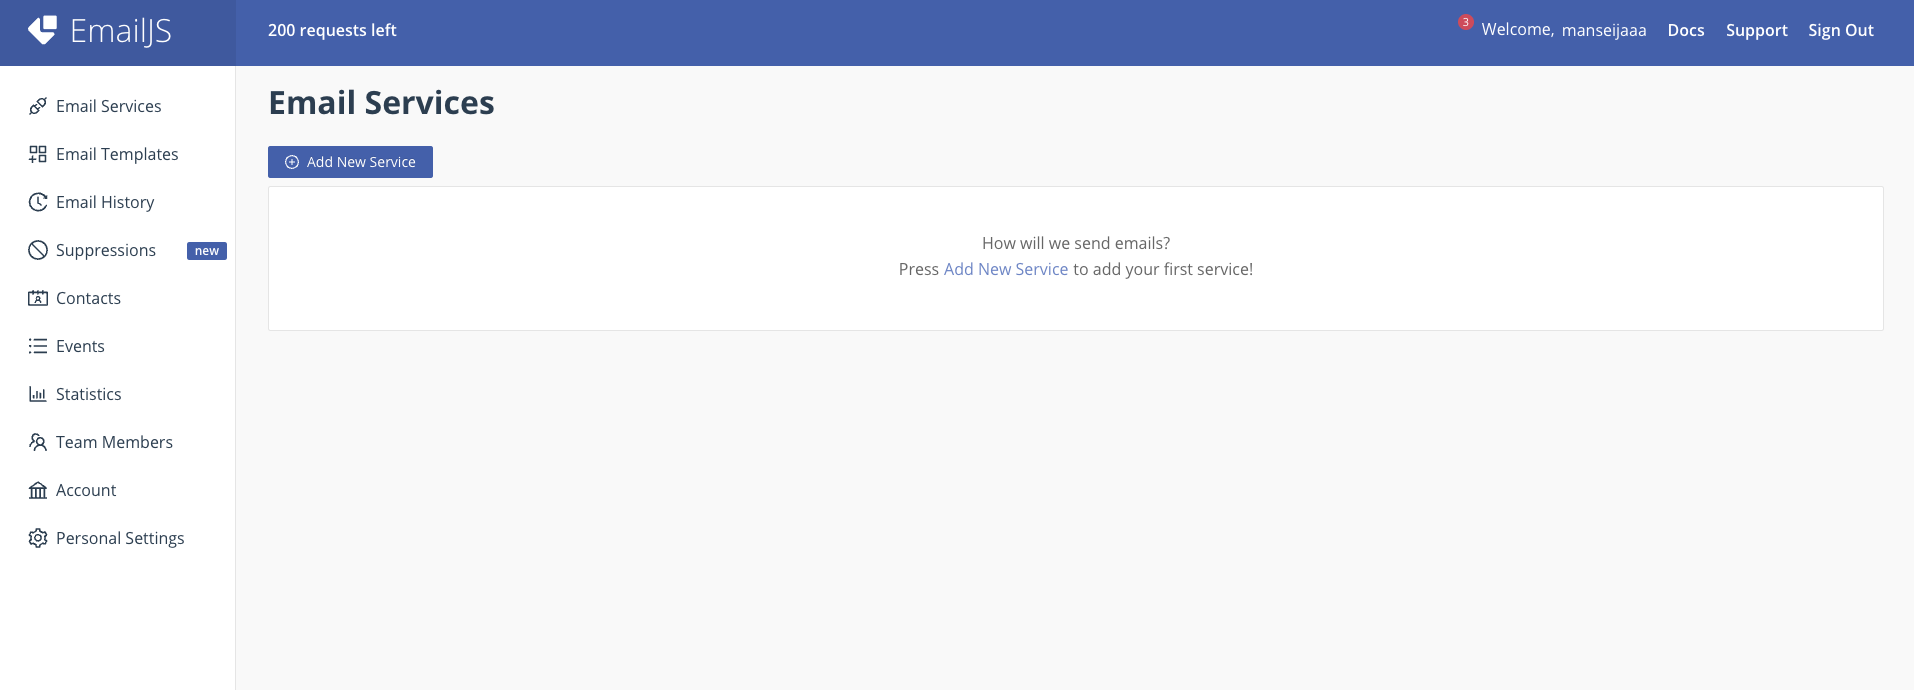 EmailJS
200 requests left
3
Welcome, manseijaaa
Docs
Support
Sign Out
Email Services
Email Templates
Email History
Suppressions new
Contacts
Events
Statistics
Team Members
Account
Personal Settings
Email Services
Add New Service
How will we send emails?
Press Add New Service to add your first service!